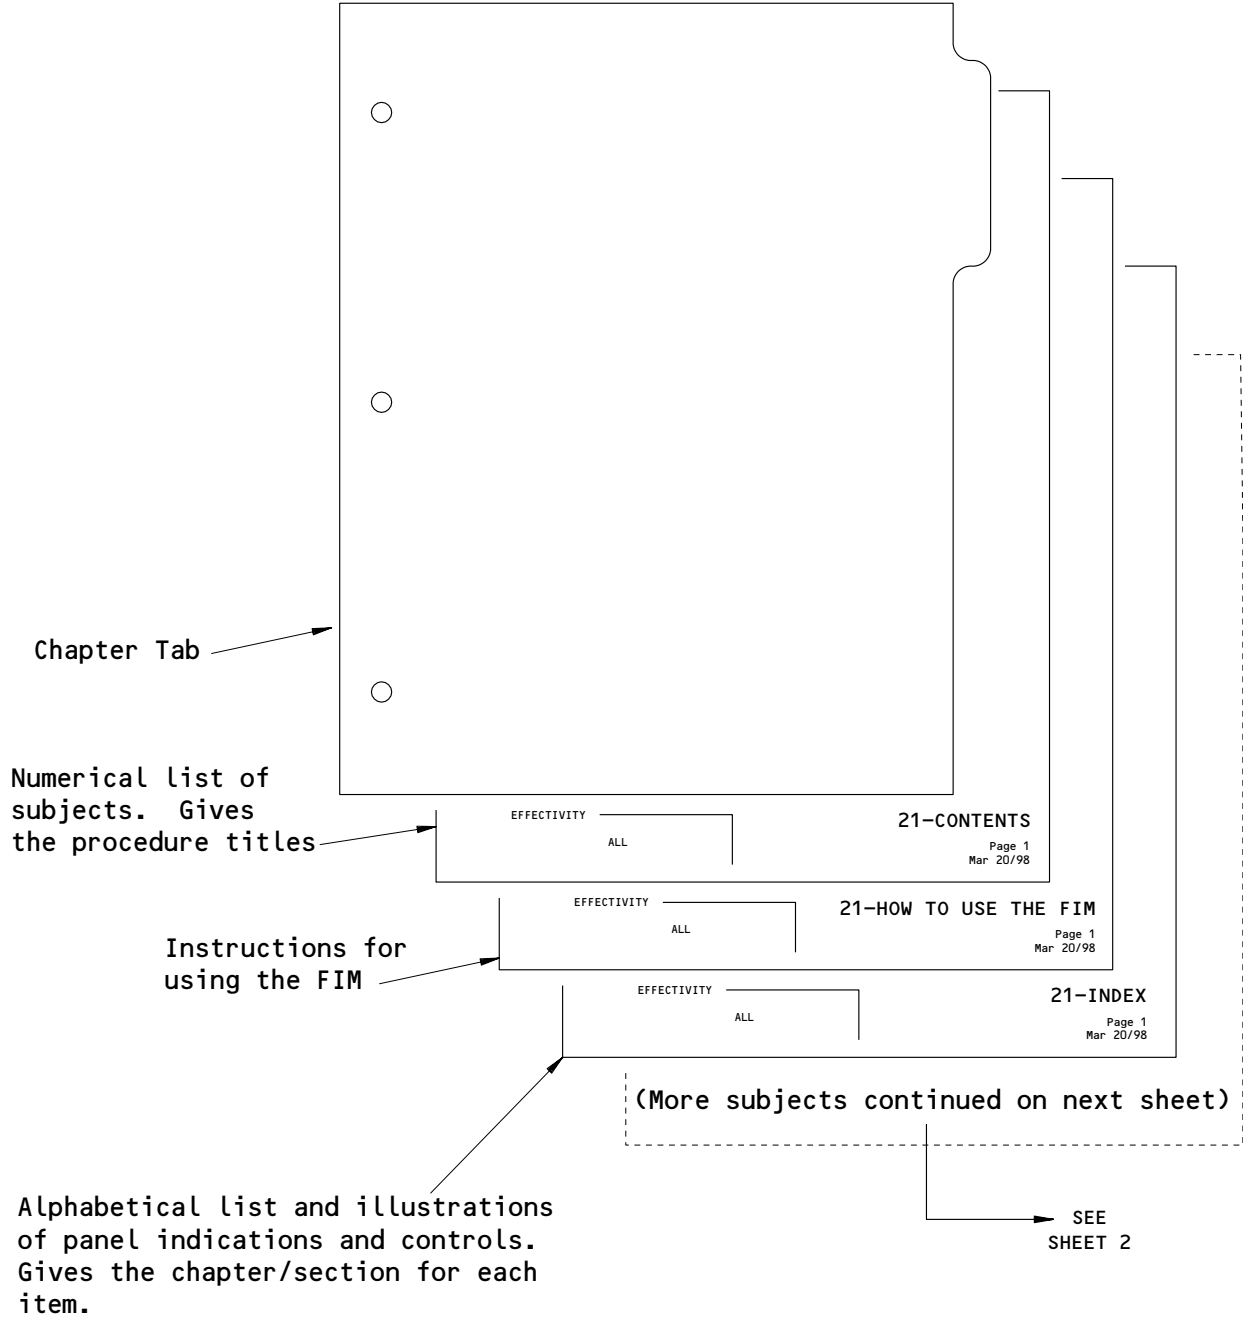 Chapter Tab
Numerical list of
subjects.  Gives
the procedure titles
EFFECTIVITY
ALL
21-CONTENTS
Page 1
Mar 20/98
Instructions for
using the FIM
EFFECTIVITY
ALL
21-HOW TO USE THE FIM
Page 1
Mar 20/98
EFFECTIVITY
ALL
21-INDEX
Page 1
Mar 20/98
(More subjects continued on next sheet)
Alphabetical list and illustrations
of panel indications and controls.
Gives the chapter/section for each
item.
SEE
SHEET 2